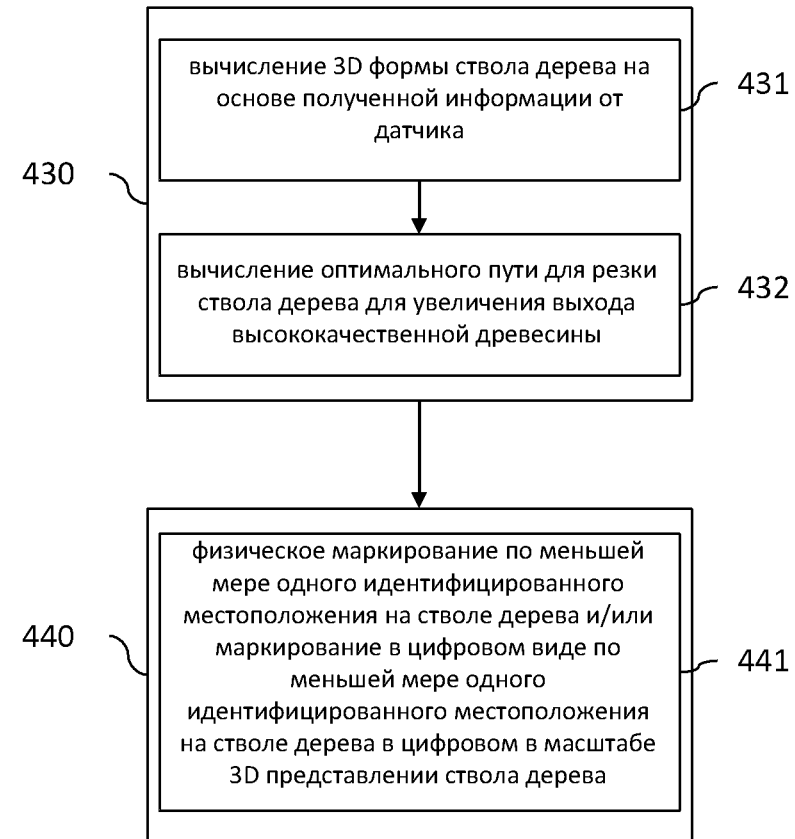 вычисление 3D формы ствола дерева на
основе полученной информации от
датчика
431
430
вычисление оптимального пути для резки
ствола дерева для увеличения выхода
высококачественной древесины
432
физическое маркирование по меньшей
мере одного идентифицированного
местоположения на стволе дерева и/или
маркирование в цифровом виде по
меньшей мере одного
идентифицированного местоположения
на стволе дерева в цифровом в масштабе
3D представлении ствола дерева
440
441